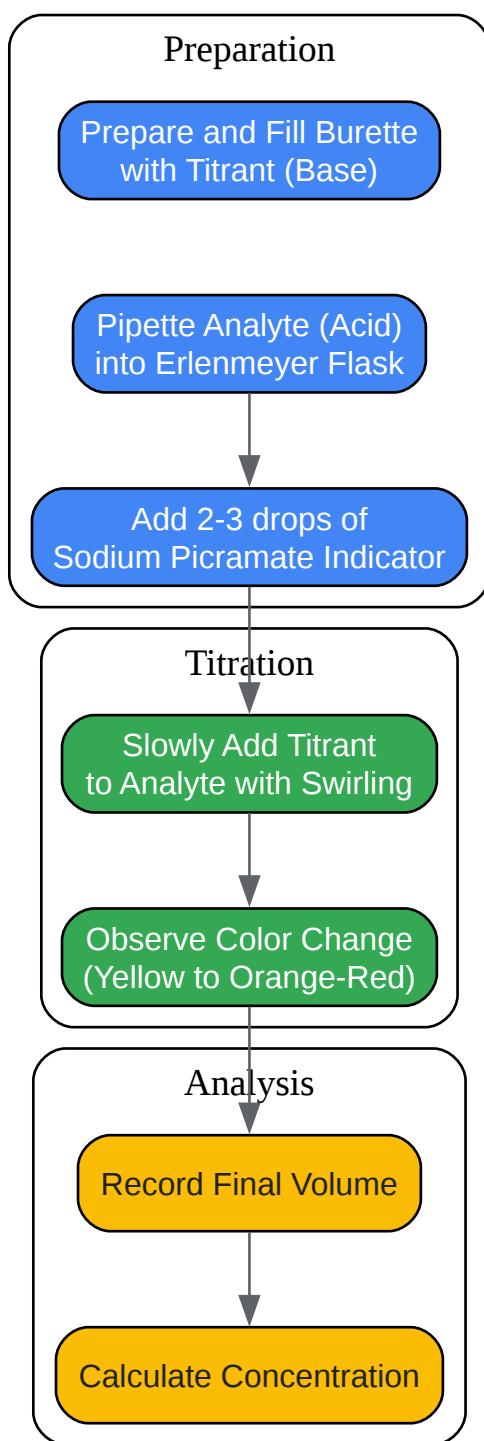 Preparation
Prepare and Fill Burette
with Titrant (Base)
Pipette Analyte (Acid)
into Erlenmeyer Flask
Add 2-3 drops of
Sodium Picramate Indicator
Titration
Slowly Add Titrant
to Analyte with Swirling
Observe Color Change
(Yellow to Orange-Red)
Analysis
Record Final Volume
Calculate Concentration